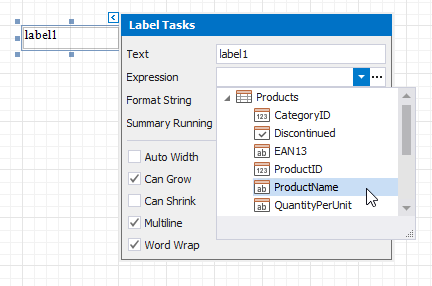 label1
Label Tasks
Text label1
Expression
Products
CategoryID
Discontinued
EAN13
ProductID
ProductName
QuantityPerUnit
Format String
Summary Running
Auto Width
Can Grow
Can Shrink
Multiline
Word Wrap